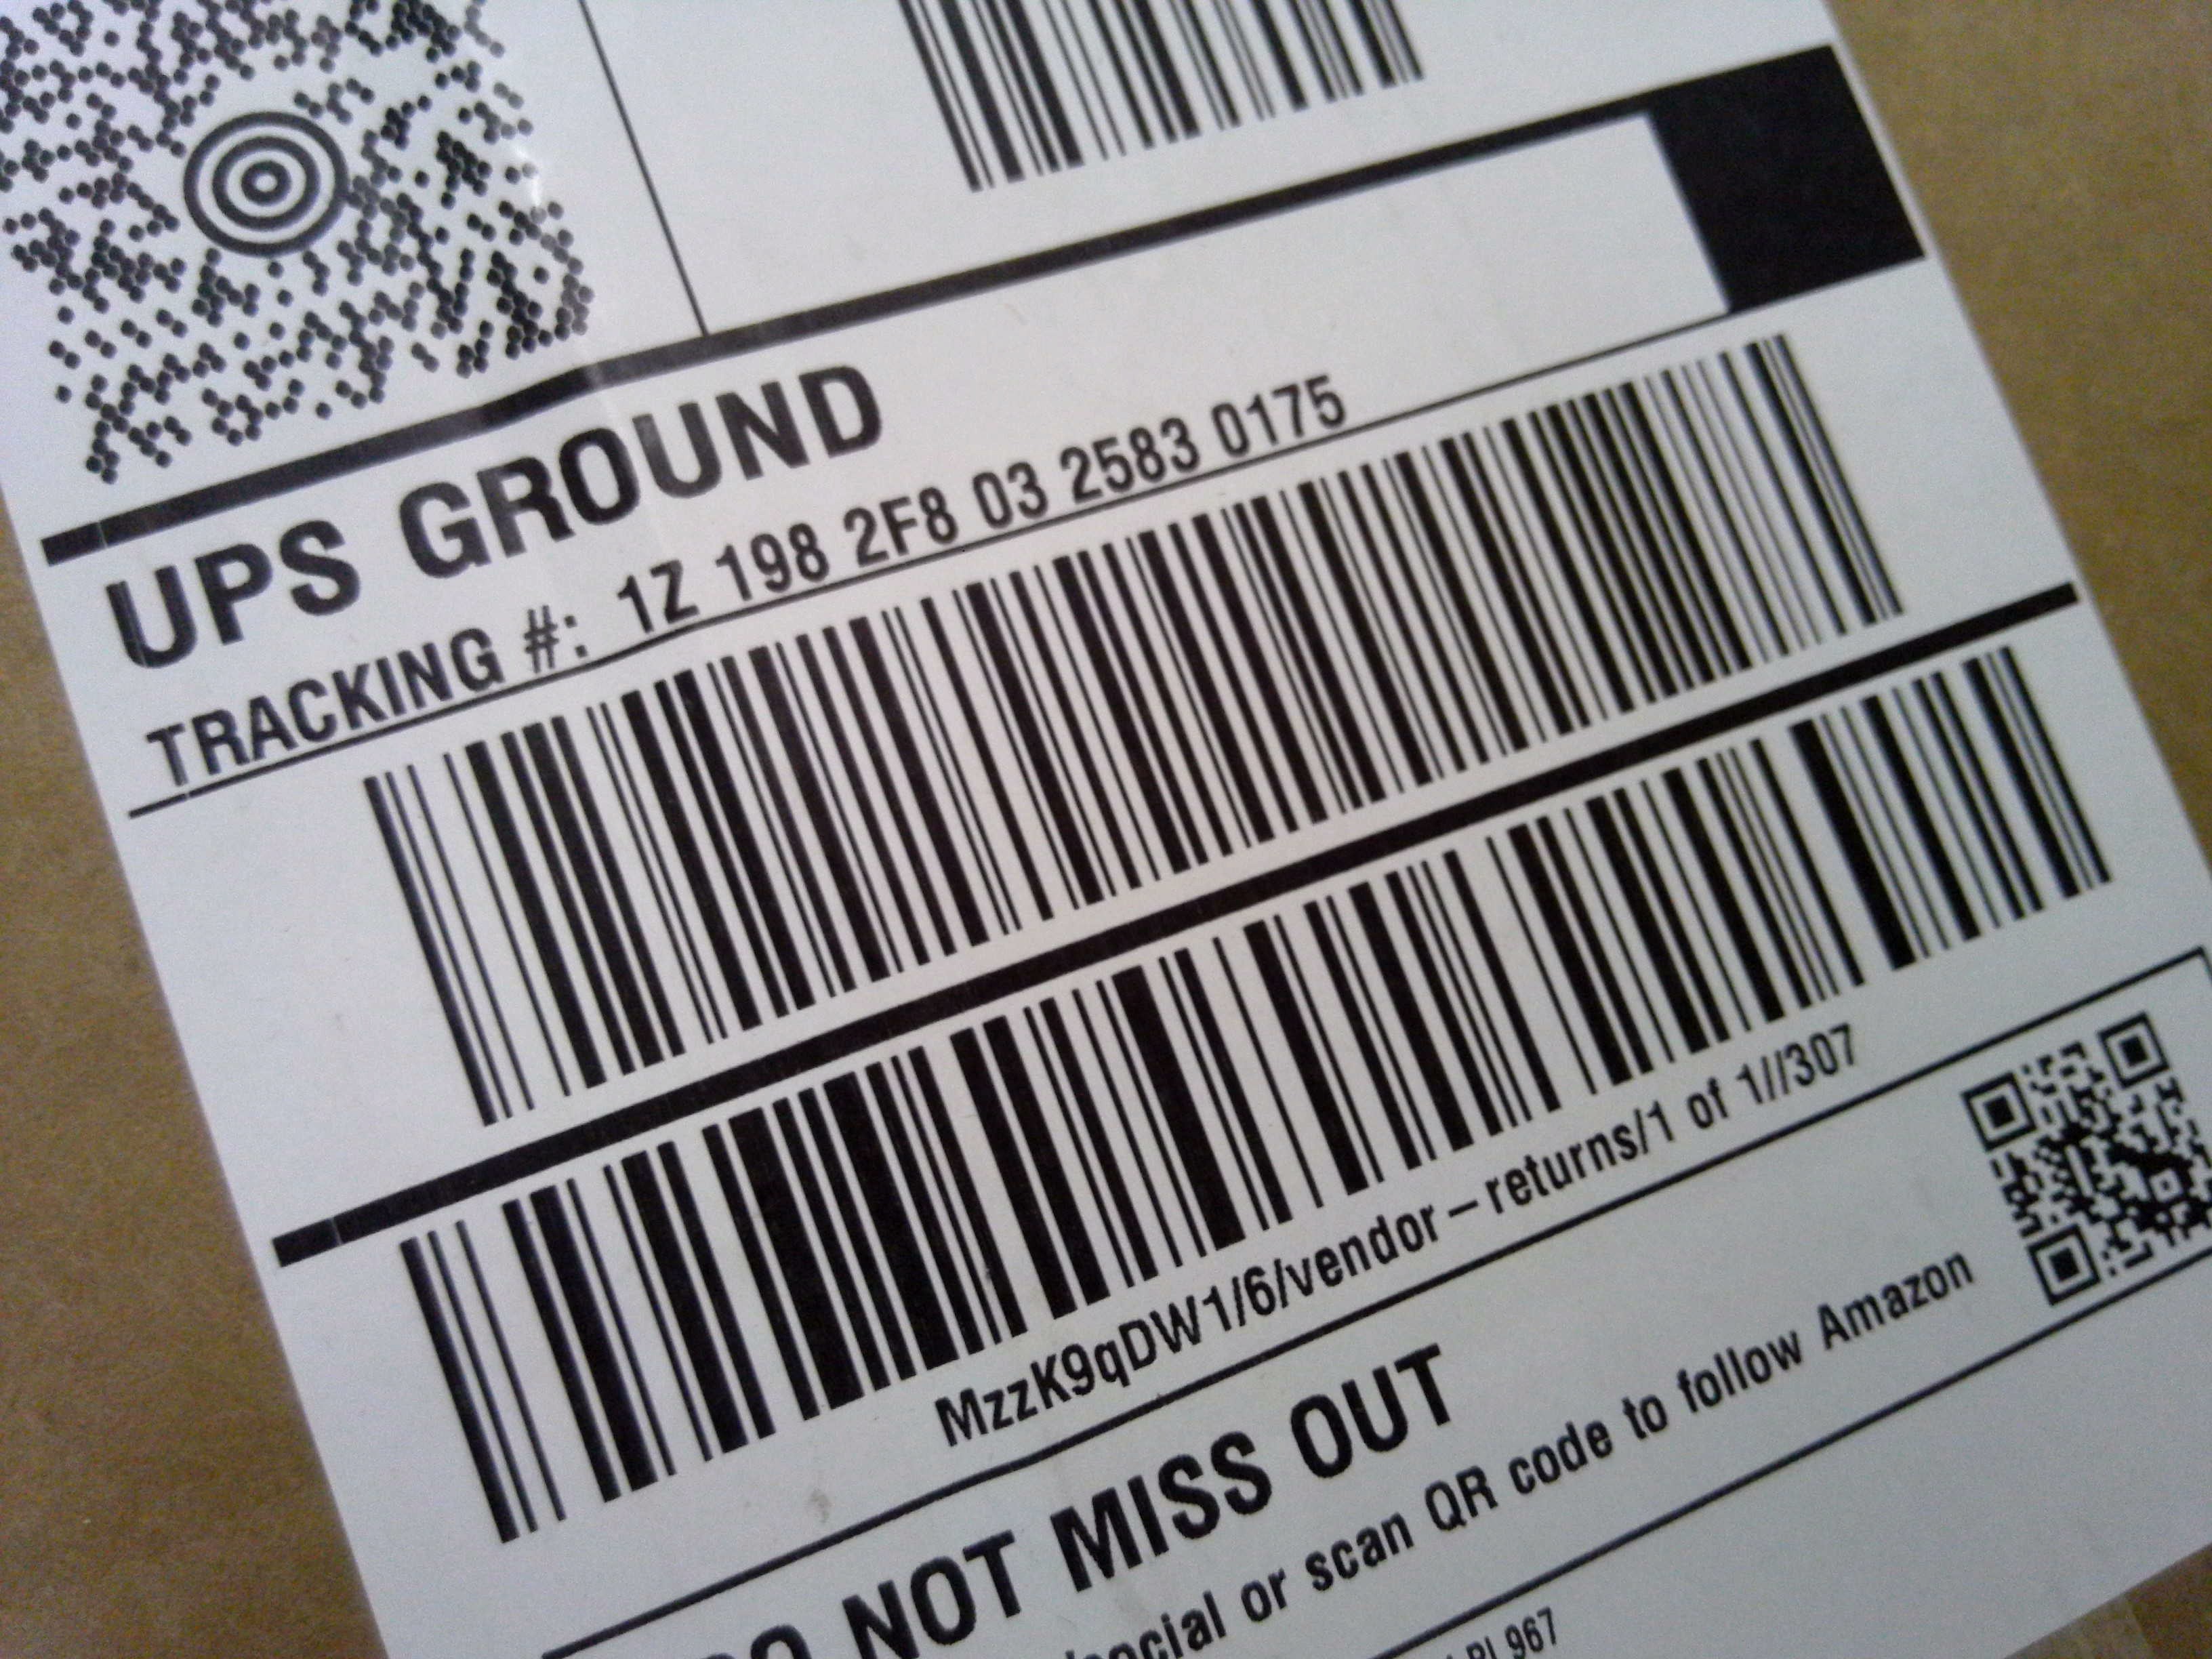 UPS GROUND
TRACKING #: 1Z 198 2F8 03 2583 0175
MzzK9qDW1/6/vendor-returns/1 of 1//307
NOT MISS OUT
or scan QR code to follow Amazon
967